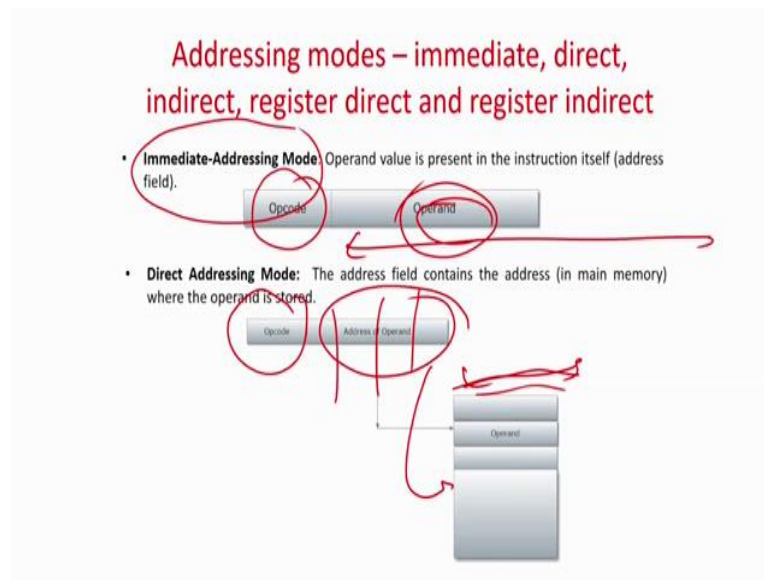 Addressing modes – immediate, direct,
indirect, register direct and register indirect
• Immediate-Addressing Mode: Operand value is present in the instruction itself (address
field).
Opcode Operand
• Direct Addressing Mode: The address field contains the address (in main memory)
where the operand is stored.
Opcode Address of Operand
Operand